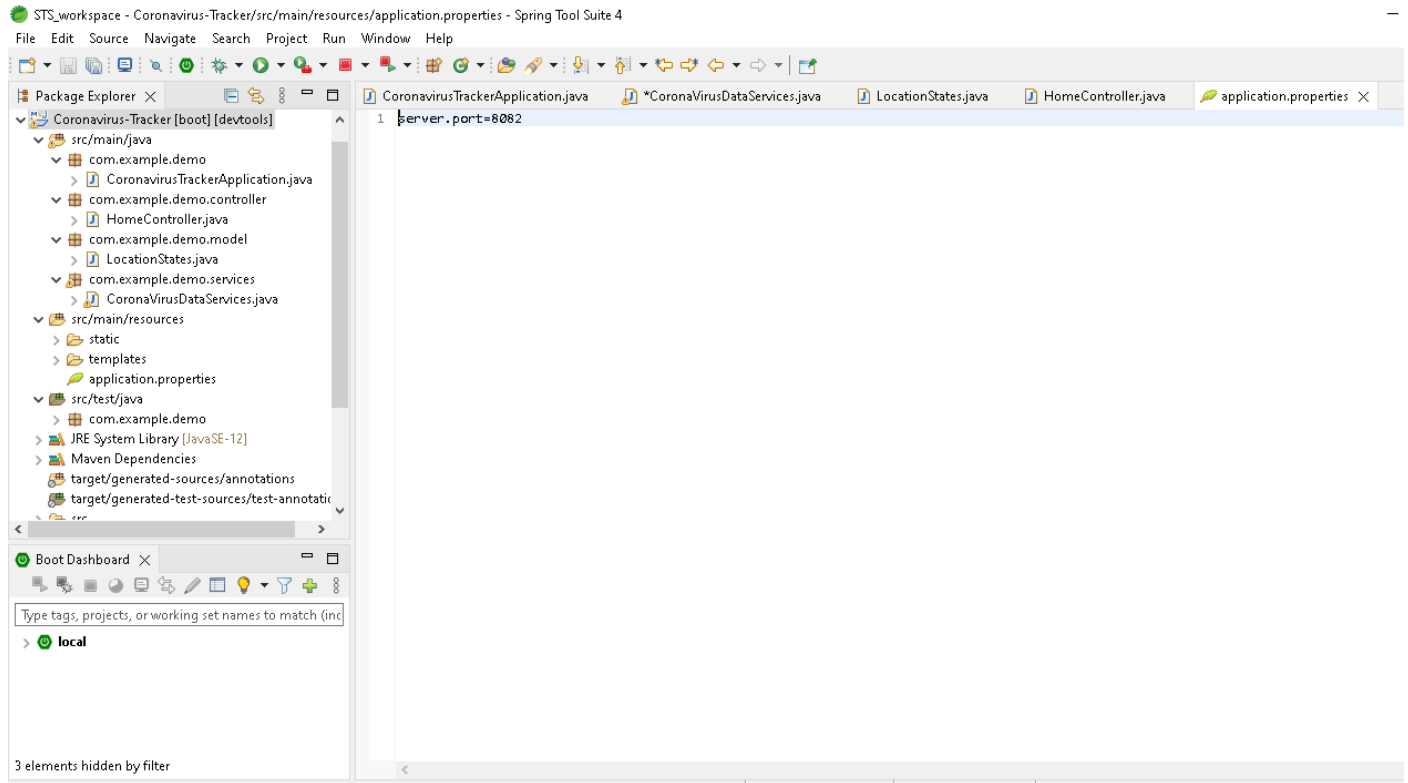 STS_workspace - Coronavirus-Tracker/src/main/resources/application.properties - Spring Tool Suite 4
File Edit Source Navigate Search Project Run Window Help
Package Explorer
CoronavirusTrackerApplication.java *CoronaVirusDataServices.java LocationStates.java HomeController.java application.properties
Coronavirus-Tracker [boot] [devtools]
1 server.port=8082
src/main/java
com.example.demo
CoronavirusTrackerApplication.java
com.example.demo.controller
HomeController.java
com.example.demo.model
LocationStates.java
com.example.demo.services
CoronaVirusDataServices.java
src/main/resources
static
templates
application.properties
src/test/java
com.example.demo
JRE System Library [JavaSE-12]
Maven Dependencies
target/generated-sources/annotations
target/generated-test-sources/test-annotatic
src
Boot Dashboard
Type tags, projects, or working set names to match (inc
local
3 elements hidden by filter